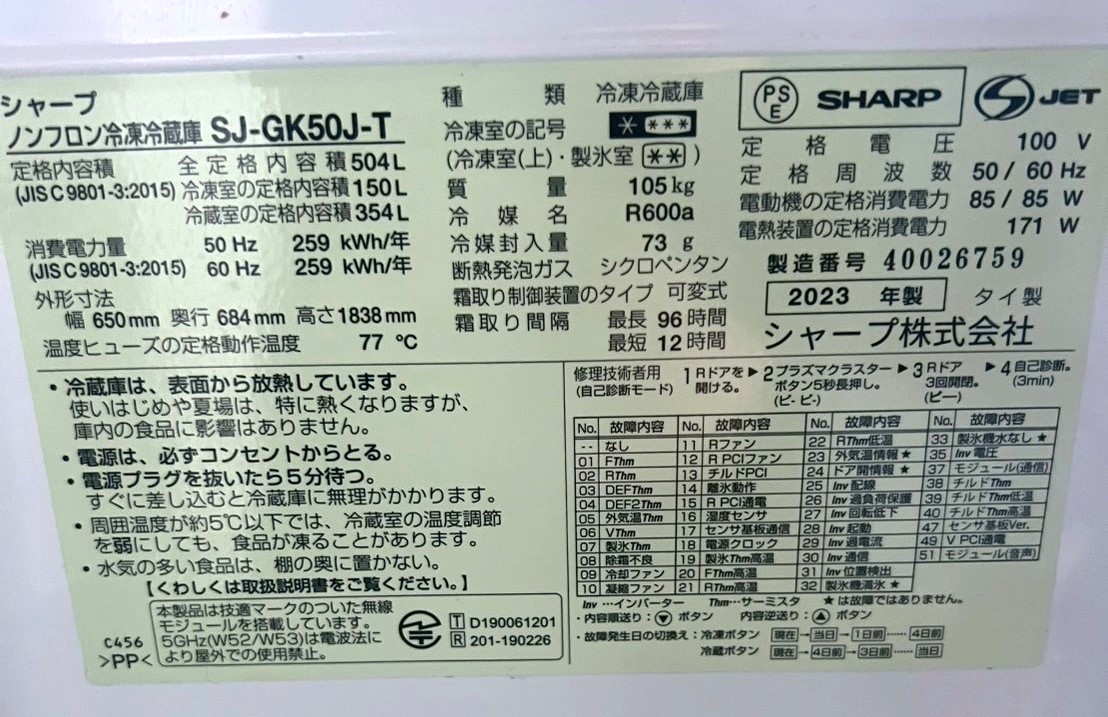 シャープ
ノンフロン冷凍冷蔵庫 SJ-GK50J-T
定格内容積 全定格内容積 504 L
(JIS C 9801-3:2015) 冷凍室の定格内容積 150 L
冷蔵室の定格内容積 354 L
消費電力量 50 Hz 259 kWh/年
(JIS C 9801-3:2015) 60 Hz 259 kWh/年
外形寸法
幅 650mm 奥行 684mm 高さ 1838mm
温度ヒューズの定格動作温度 77 ℃
種類 冷凍冷蔵庫
冷凍室の記号 * ***
(冷凍室(上)・製氷室 ** )
質量 105kg
冷媒名 R600a
冷媒封入量 73 g
断熱発泡ガス シクロペンタン
霜取り制御装置のタイプ 可変式
霜取り間隔 最長 96 時間
最短 12 時間
PSE SHARP JET
定格電圧 100 V
定格周波数 50 / 60 Hz
電動機の定格消費電力 85 / 85 W
電熱装置の定格消費電力 171 W
製造番号 40026759
2023 年製 タイ製
シャープ株式会社
・冷蔵庫は、表面から放熱しています。
使いはじめや夏場は、特に熱くなりますが、
庫内の食品に影響はありません。
・電源は、必ずコンセントからとる。
・電源プラグを抜いたら5分待つ。
すぐに差し込むと冷蔵庫に無理がかかります。
・周囲温度が約5℃以下では、冷蔵室の温度調節
を弱にしても、食品が凍ることがあります。
・水気の多い食品は、棚の奥に置かない。
【くわしくは取扱説明書をご覧ください。】
C456
>PP<
本製品は技適マークのついた無線
モジュールを搭載しています。
5GHz(W52/W53)は電波法に
より屋外での使用禁止。
T D190061201
R 201-190226
修理技術者用
(自己診断モード)
1 Rドアを開ける。 ▶ 2 プラズマクラスターボタン5秒長押し。(ピーピー) ▶ 3 Rドア3回開閉。(ピー) ▶ 4 自己診断。(3min)
No. 故障内容 No. 故障内容 No. 故障内容 No. 故障内容
-- なし
01 FThm
02 RThm
03 DEFThm
04 DEF2Thm
05 外気温Thm
06 VThm
07 製氷Thm
08 除霜不良
09 冷却ファン
10 凝縮ファン
11 Rファン
12 R PCIファン
13 チルドPCI
14 離氷動作
15 R PCI通電
16 湿度センサ
17 センサ基板通信
18 電源クロック
19 製氷Thm高温
20 FThm高温
21 RThm高温
22 RThm低温
23 外気温情報★
24 ドア開情報★
25 Inv 配線
26 Inv 過負荷保護
27 Inv 回転低下
28 Inv 起動
29 Inv 過電流
30 Inv 通信
31 Inv 位置検出
32 製氷機満氷 ★
33 製氷機水なし★
35 Inv 電圧
37 モジュール(通信)
38 チルドThm
39 チルドThm低温
40 チルドThm高温
47 センサ基板Ver.
49 V PCI通電
51 モジュール(音声)
Inv …インバーター Thm…サーミスタ ★は故障ではありません。
・内容順送り：▼ボタン 内容逆送り：▲ボタン
・故障発生日の切換え：冷凍ボタン 現在→当日→1日前……4日前
冷蔵ボタン 現在→4日前→3日前……当日